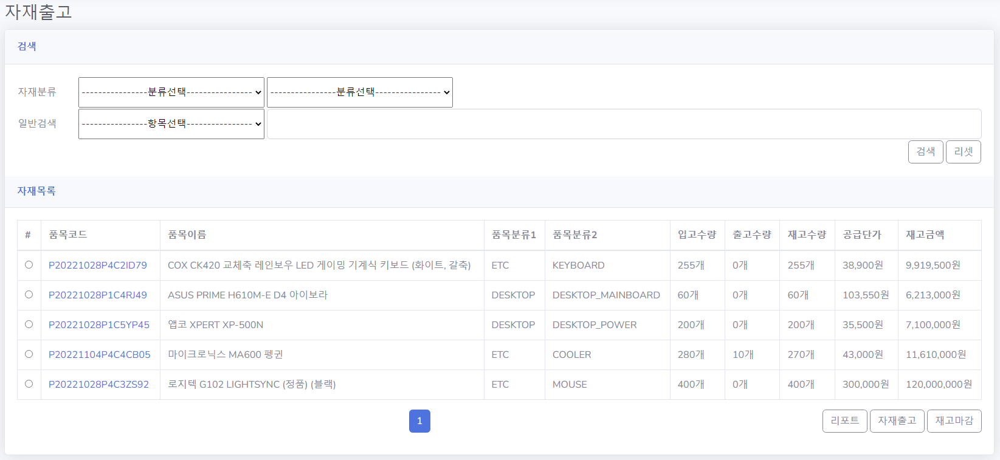 자재출고
검색
자재분류 ----------------분류선택---------------- ----------------분류선택----------------
일반검색 ----------------항목선택----------------
검색 리셋
자재목록
# 품목코드 품목이름 품목분류1 품목분류2 입고수량 출고수량 재고수량 공급단가 재고금액
P20221028P4C2ID79 COX CK420 교체축 레인보우 LED 게이밍 기계식 키보드 (화이트, 갈축) ETC KEYBOARD 255개 0개 255개 38,900원 9,919,500원
P20221028P1C4RJ49 ASUS PRIME H610M-E D4 아이보라 DESKTOP DESKTOP_MAINBOARD 60개 0개 60개 103,550원 6,213,000원
P20221028P1C5YP45 앱코 XPERT XP-500N DESKTOP DESKTOP_POWER 200개 0개 200개 35,500원 7,100,000원
P20221104P4C4CB05 마이크로닉스 MA600 펭귄 ETC COOLER 280개 10개 270개 43,000원 11,610,000원
P20221028P4C3ZS92 로지텍 G102 LIGHTSYNC (정품) (블랙) ETC MOUSE 400개 0개 400개 300,000원 120,000,000원
1 리포트 자재출고 재고마감